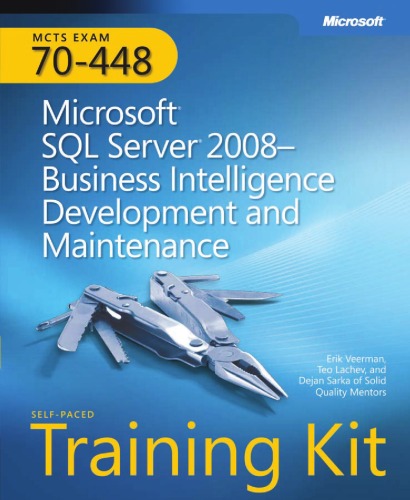 Microsoft
MCTS EXAM
70-448
Microsoft®
SQL Server® 2008–
Business Intelligence
Development and
Maintenance
Erik Veerman,
Teo Lachev, and
Dejan Sarka of Solid
Quality Mentors
SELF-PACED
Training Kit